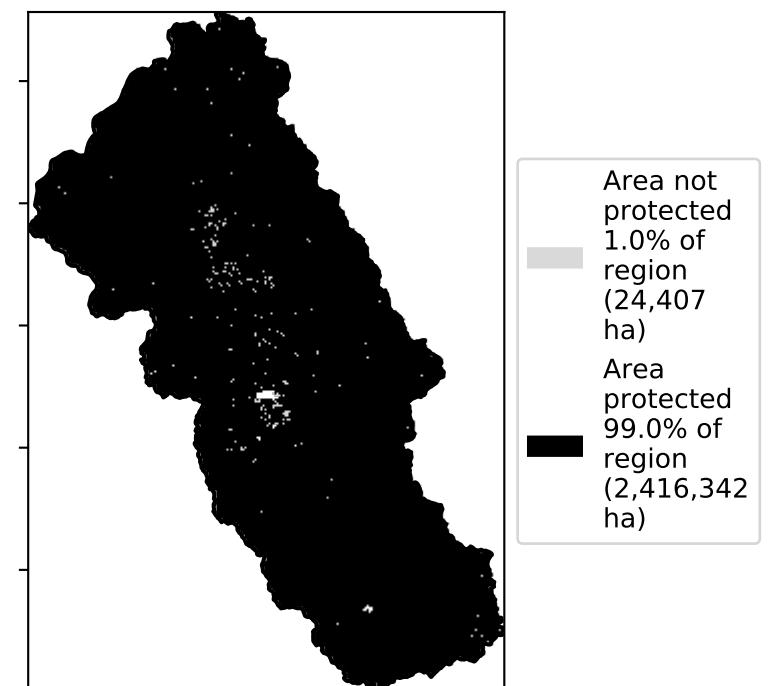 Area not
protected
1.0% of
region
(24,407
ha)
Area
protected
99.0% of
region
(2,416,342
ha)